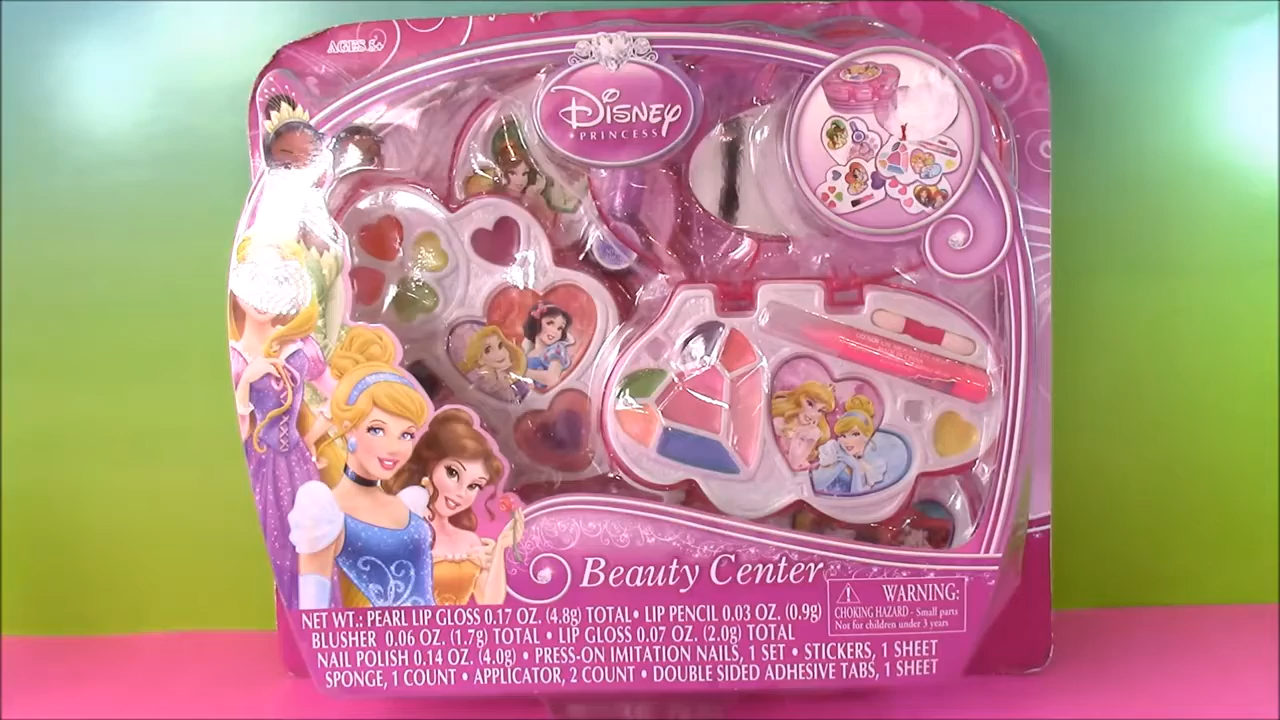 AGES 5+
Disney
PRINCESS
Beauty Center
NET WT.: PEARL LIP GLOSS 0.17 OZ. (4.8g) TOTAL • LIP PENCIL 0.03 OZ. (0.9g)
BLUSHER 0.06 OZ. (1.7g) TOTAL • LIP GLOSS 0.07 OZ. (2.0g) TOTAL
NAIL POLISH 0.14 OZ. (4.0g) • PRESS-ON IMITATION NAILS, 1 SET • STICKERS, 1 SHEET
SPONGE, 1 COUNT • APPLICATOR, 2 COUNT • DOUBLE SIDED ADHESIVE TABS, 1 SHEET
WARNING:
CHOKING HAZARD - Small parts
Not for children under 3 years